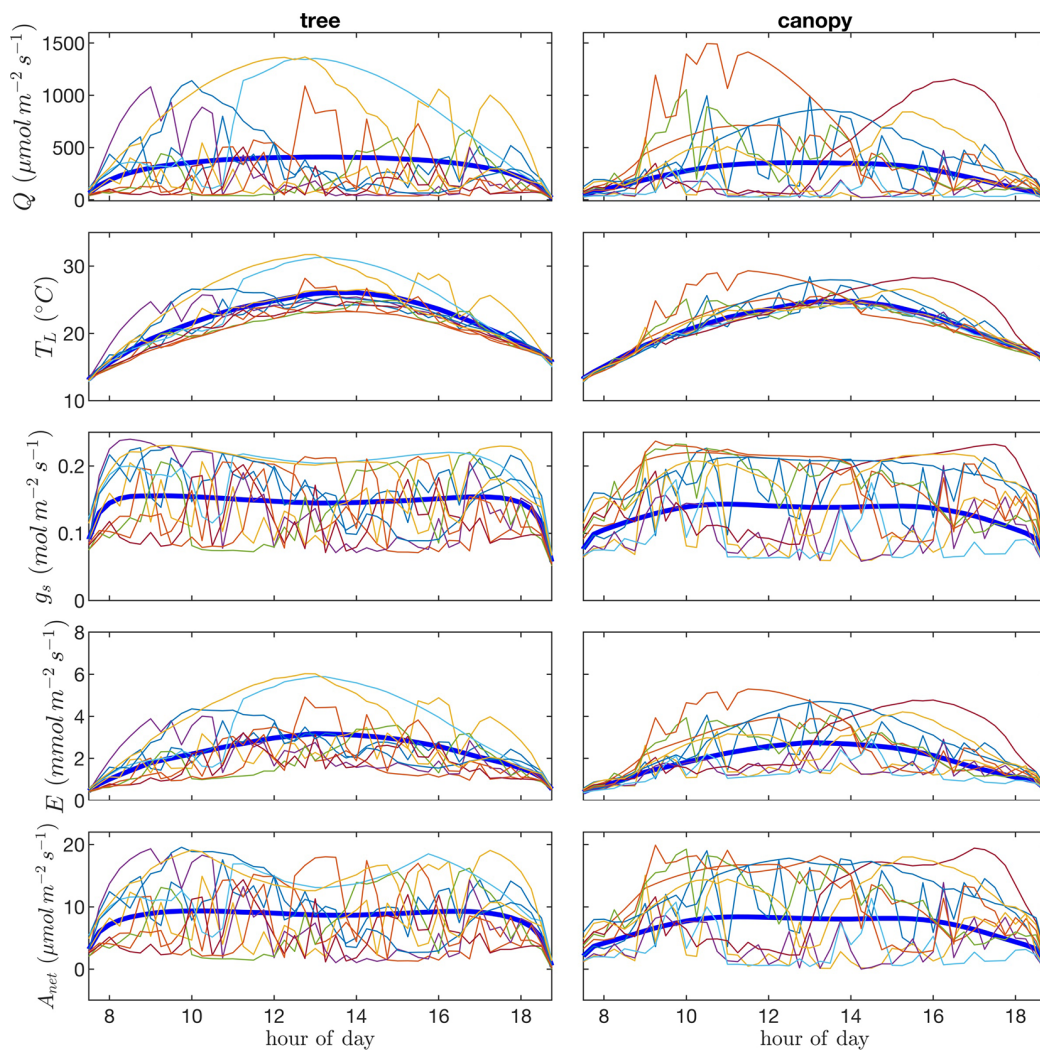 tree canopy
Q (μmol m⁻² s⁻¹)
1500
1000
500
0
T_L (°C)
30
20
10
g_s (mol m⁻² s⁻¹)
0.2
0.1
0
E (mmol m⁻² s⁻¹)
8
6
4
2
0
A_net (μmol m⁻² s⁻¹)
20
10
0
8 10 12 14 16 18 8 10 12 14 16 18
hour of day hour of day